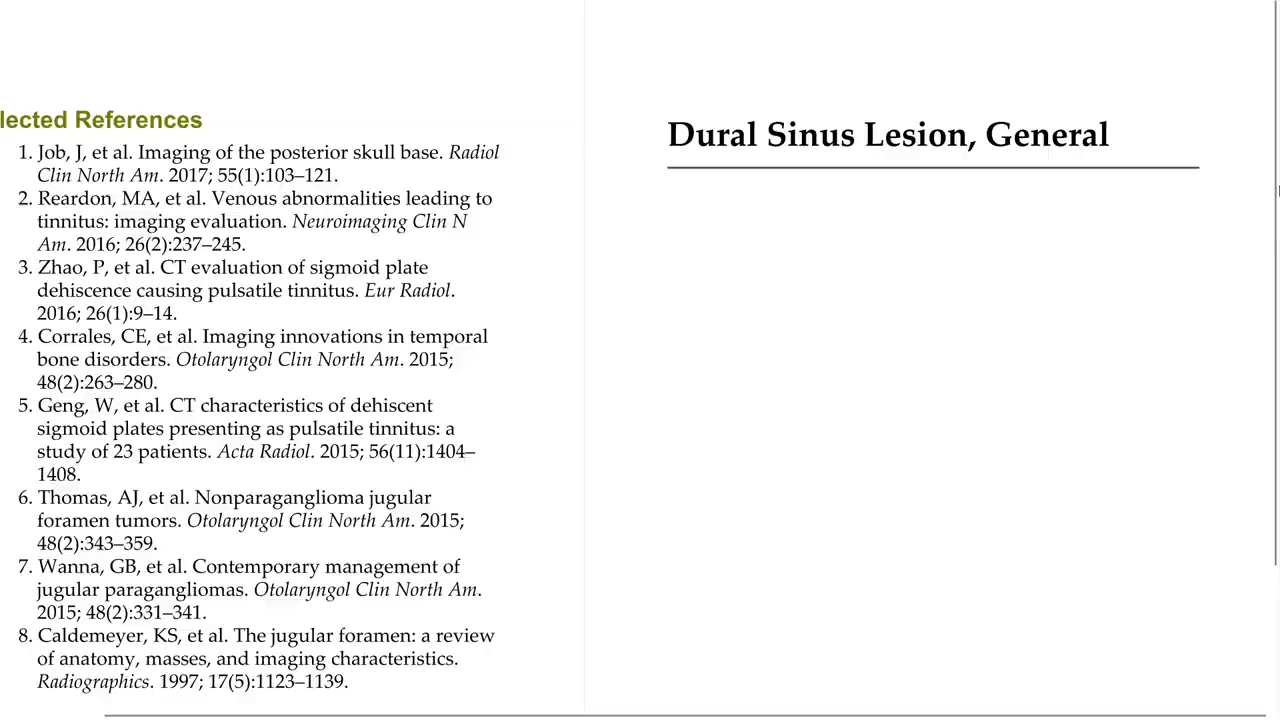 lected References
1. Job, J, et al. Imaging of the posterior skull base. Radiol
Clin North Am. 2017; 55(1):103–121.
2. Reardon, MA, et al. Venous abnormalities leading to
tinnitus: imaging evaluation. Neuroimaging Clin N
Am. 2016; 26(2):237–245.
3. Zhao, P, et al. CT evaluation of sigmoid plate
dehiscence causing pulsatile tinnitus. Eur Radiol.
2016; 26(1):9–14.
4. Corrales, CE, et al. Imaging innovations in temporal
bone disorders. Otolaryngol Clin North Am. 2015;
48(2):263–280.
5. Geng, W, et al. CT characteristics of dehiscent
sigmoid plates presenting as pulsatile tinnitus: a
study of 23 patients. Acta Radiol. 2015; 56(11):1404–
1408.
6. Thomas, AJ, et al. Nonparaganglioma jugular
foramen tumors. Otolaryngol Clin North Am. 2015;
48(2):343–359.
7. Wanna, GB, et al. Contemporary management of
jugular paragangliomas. Otolaryngol Clin North Am.
2015; 48(2):331–341.
8. Caldemeyer, KS, et al. The jugular foramen: a review
of anatomy, masses, and imaging characteristics.
Radiographics. 1997; 17(5):1123–1139.
Dural Sinus Lesion, General